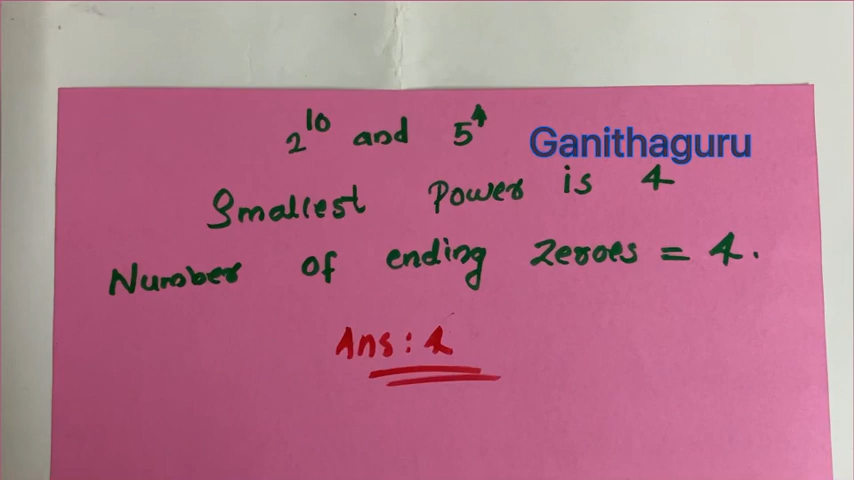 2^10 and 5^4 Ganithaguru
Smallest Power is 4
Number of ending zeroes = 4.
Ans: 4